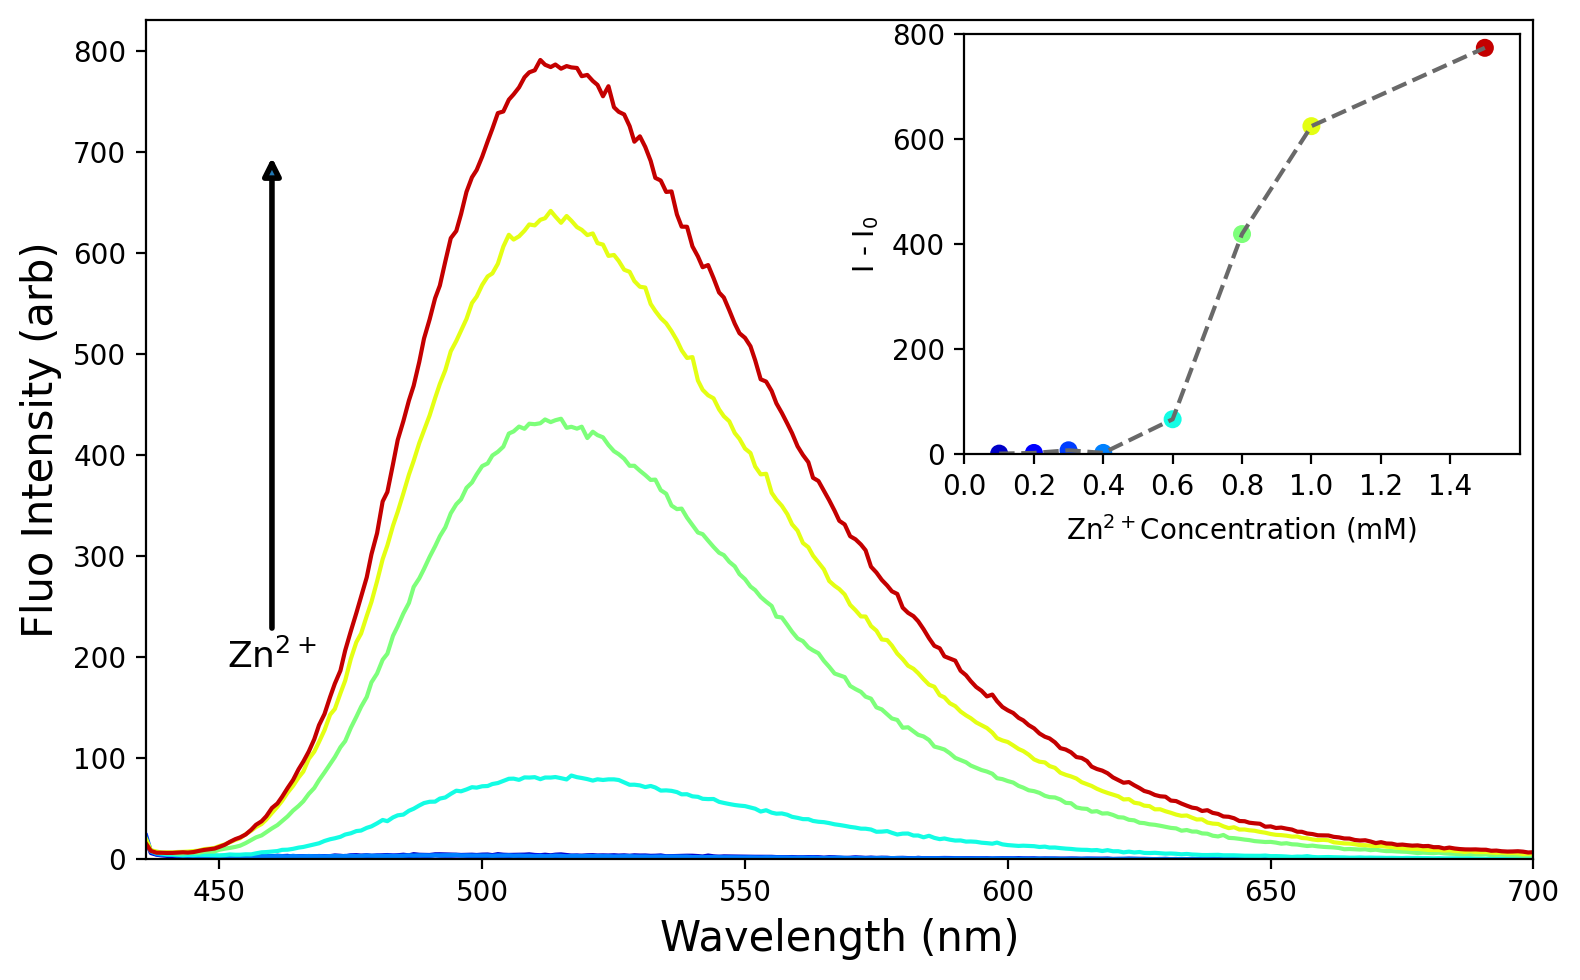 Fluo Intensity (arb)
800
700
600
500
400
300
200
100
0
450 500 550 600 650 700
Wavelength (nm)
Zn²⁺
I - I₀
800
600
400
200
0
0.0 0.2 0.4 0.6 0.8 1.0 1.2 1.4
Zn²⁺Concentration (mM)